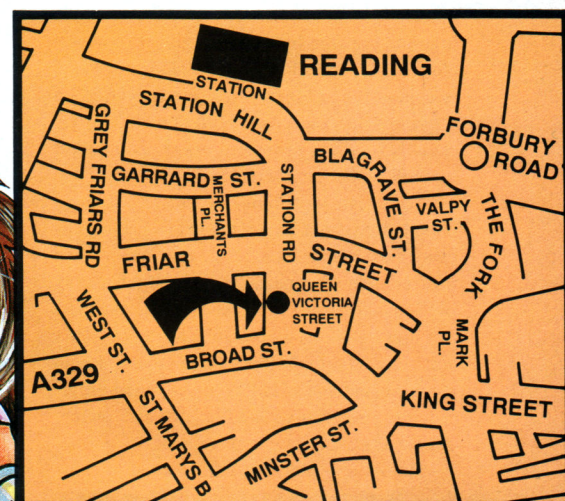 READING
STATION
STATION HILL
FORBURY
ROAD
GREY FRIARS RD
GARRARD ST.
MERCHANTS
PL.
STATION RD
BLAGRAVE ST.
VALPY
ST.
THE FORK
FRIAR
STREET
QUEEN
VICTORIA
STREET
WEST ST.
BROAD ST.
MARK
PL.
A329
ST MARYS B
KING STREET
MINSTER ST.